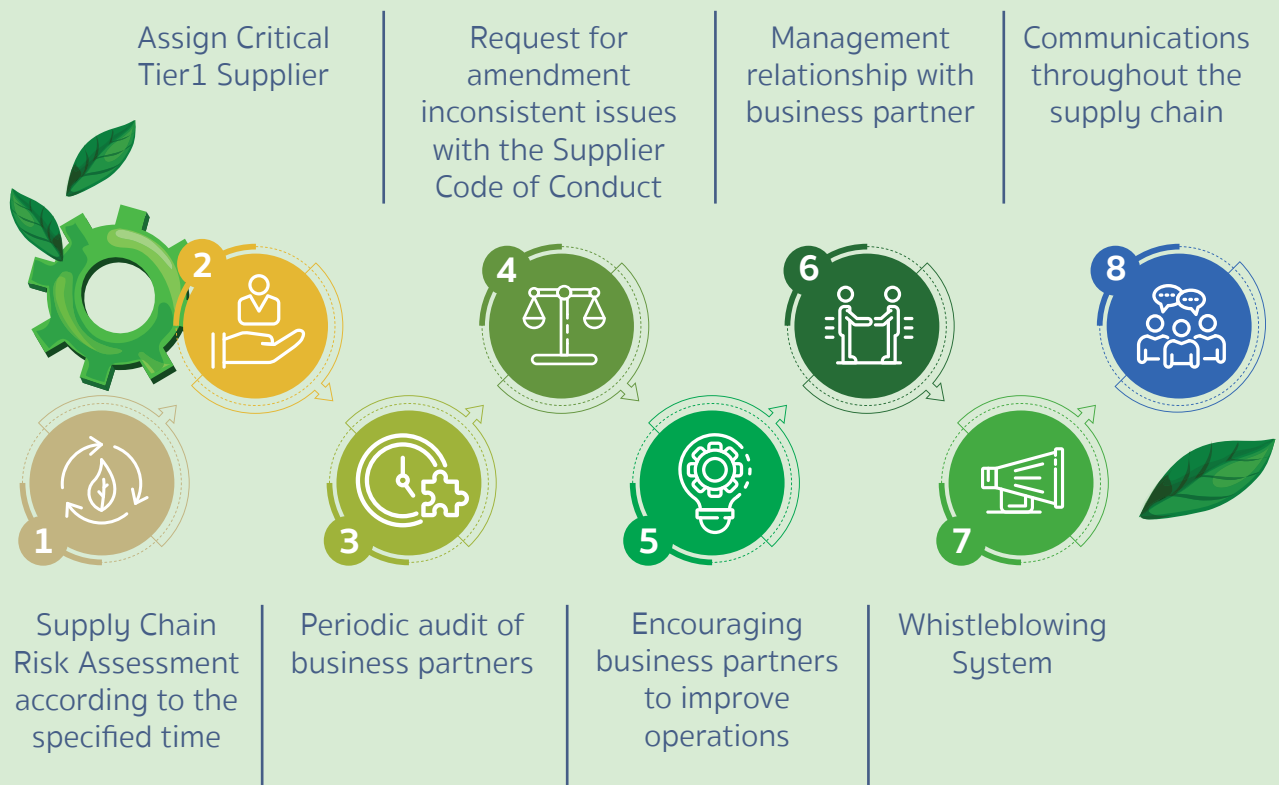 Assign Critical
Tier1 Supplier
Request for
amendment
inconsistent issues
with the Supplier
Code of Conduct
Management
relationship with
business partner
Communications
throughout the
supply chain
2
4
6
8
1
3
5
7
Supply Chain
Risk Assessment
according to the
specified time
Periodic audit of
business partners
Encouraging
business partners
to improve
operations
Whistleblowing
System